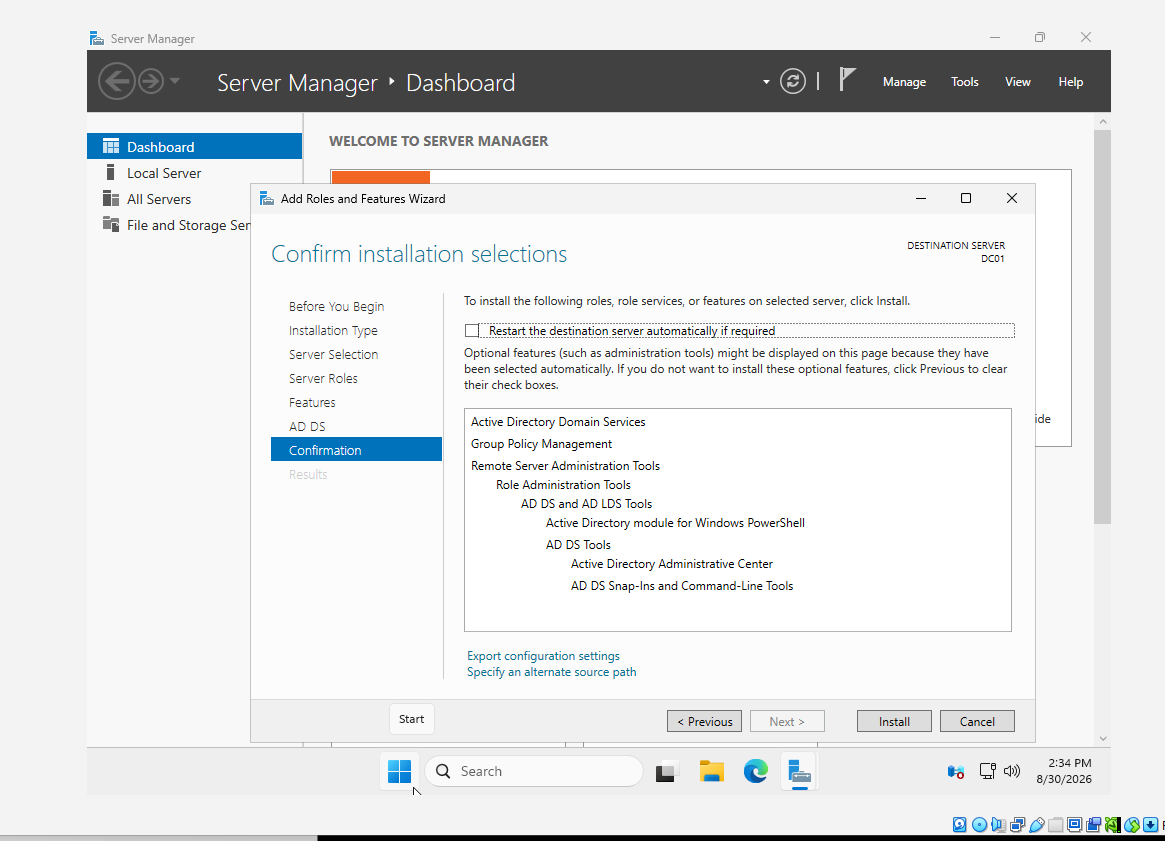 Server Manager
Server Manager ‣ Dashboard
Manage Tools View Help
Dashboard
Local Server
All Servers
File and Storage Ser
WELCOME TO SERVER MANAGER
Add Roles and Features Wizard
Confirm installation selections
DESTINATION SERVER
DC01
Before You Begin
Installation Type
Server Selection
Server Roles
Features
AD DS
Confirmation
Results
To install the following roles, role services, or features on selected server, click Install.
Restart the destination server automatically if required
Optional features (such as administration tools) might be displayed on this page because they have
been selected automatically. If you do not want to install these optional features, click Previous to clear
their check boxes.
Active Directory Domain Services
Group Policy Management
Remote Server Administration Tools
Role Administration Tools
AD DS and AD LDS Tools
Active Directory module for Windows PowerShell
AD DS Tools
Active Directory Administrative Center
AD DS Snap-Ins and Command-Line Tools
ide
Export configuration settings
Specify an alternate source path
Start
< Previous Next > Install Cancel
Search
2:34 PM
8/30/2026